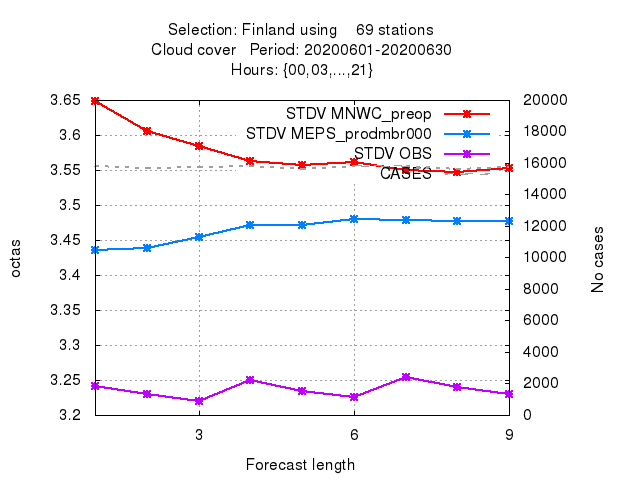 Selection: Finland using    69 stations
Cloud cover   Period: 20200601-20200630
Hours: {00,03,...,21}
3.65
3.6
3.55
3.5
3.45
3.4
3.35
3.3
3.25
3.2
20000
18000
16000
14000
12000
10000
8000
6000
4000
2000
0
STDV MNWC_preop
STDV MEPS_prodmbr000
STDV OBS
CASES
octas
No cases
3
6
9
Forecast length